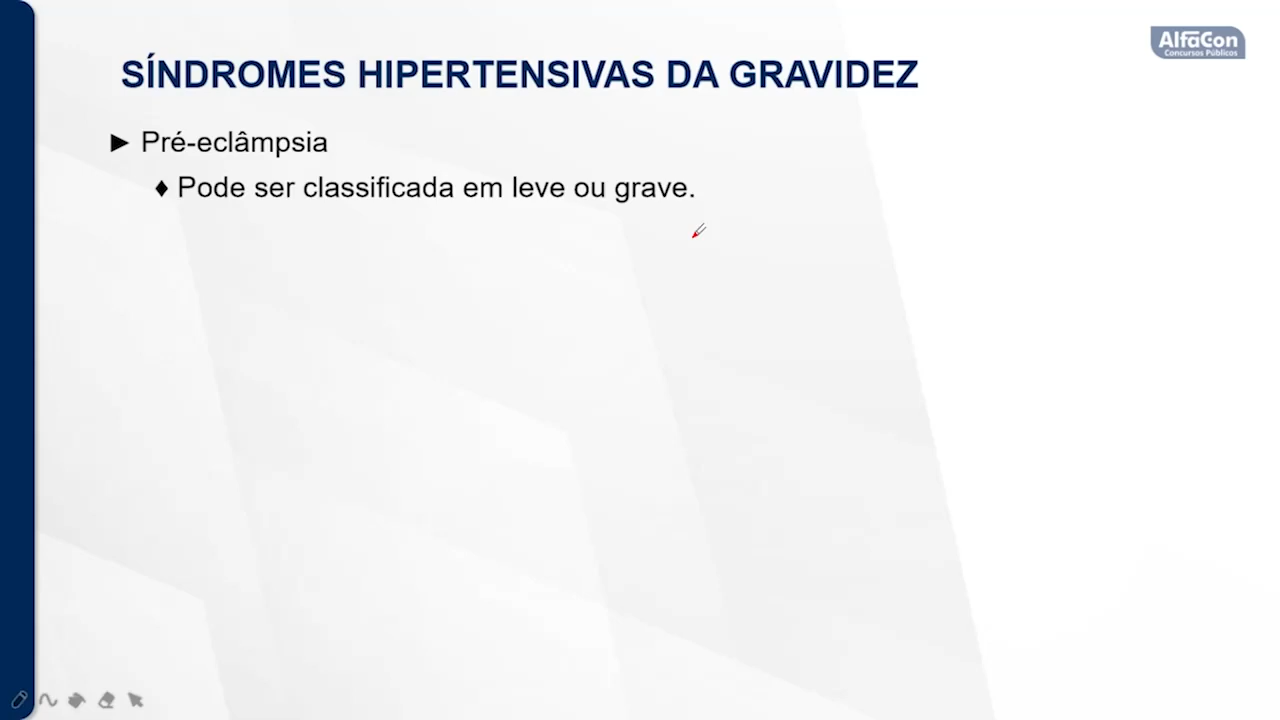 AlfaCon
Concursos Públicos
SÍNDROMES HIPERTENSIVAS DA GRAVIDEZ
► Pré-eclâmpsia
♦ Pode ser classificada em leve ou grave.